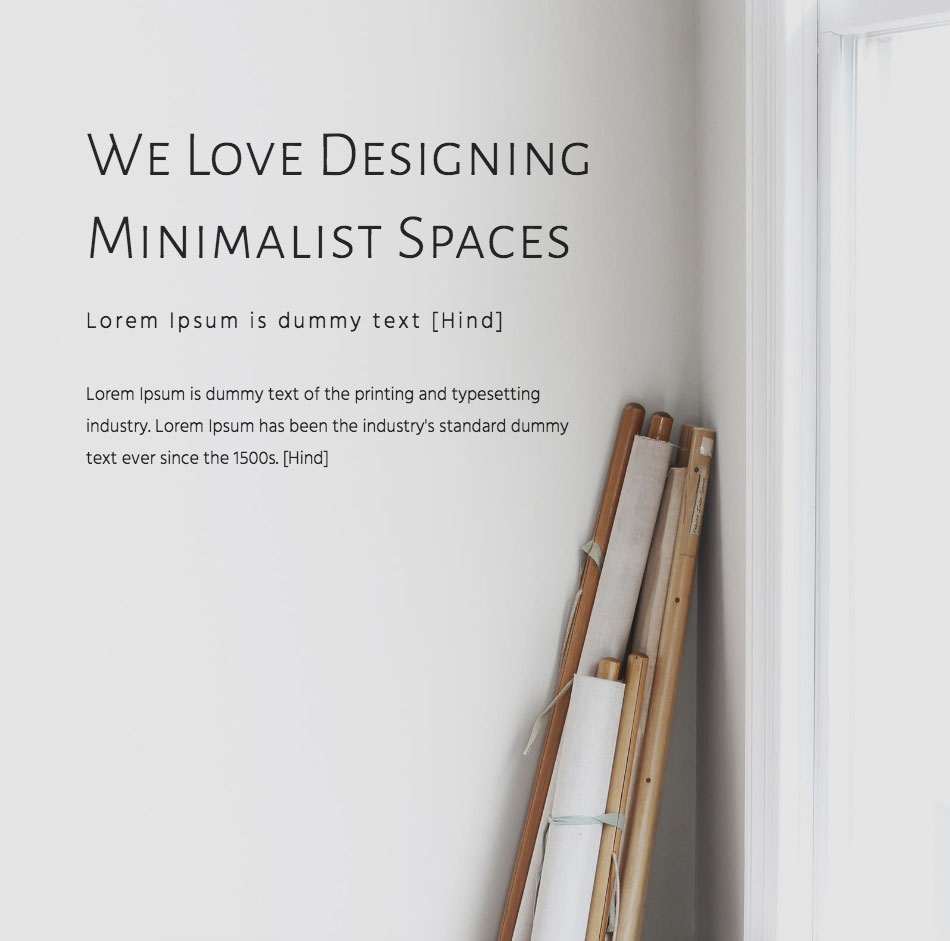 We Love Designing
Minimalist Spaces
Lorem Ipsum is dummy text [Hind]
Lorem Ipsum is dummy text of the printing and typesetting
industry. Lorem Ipsum has been the industry's standard dummy
text ever since the 1500s. [Hind]